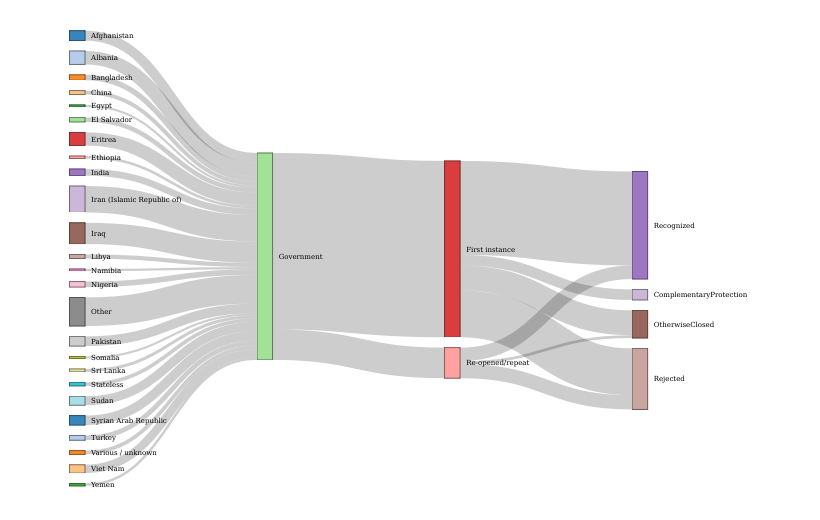 Afghanistan
Albania
Bangladesh
China
Egypt
El Salvador
Eritrea
Ethiopia
India
Iran (Islamic Republic of)
Iraq
Libya
Namibia
Nigeria
Other
Pakistan
Somalia
Sri Lanka
Stateless
Sudan
Syrian Arab Republic
Turkey
Various / unknown
Viet Nam
Yemen
Government
First instance
Re-opened/repeat
Recognized
ComplementaryProtection
OtherwiseClosed
Rejected